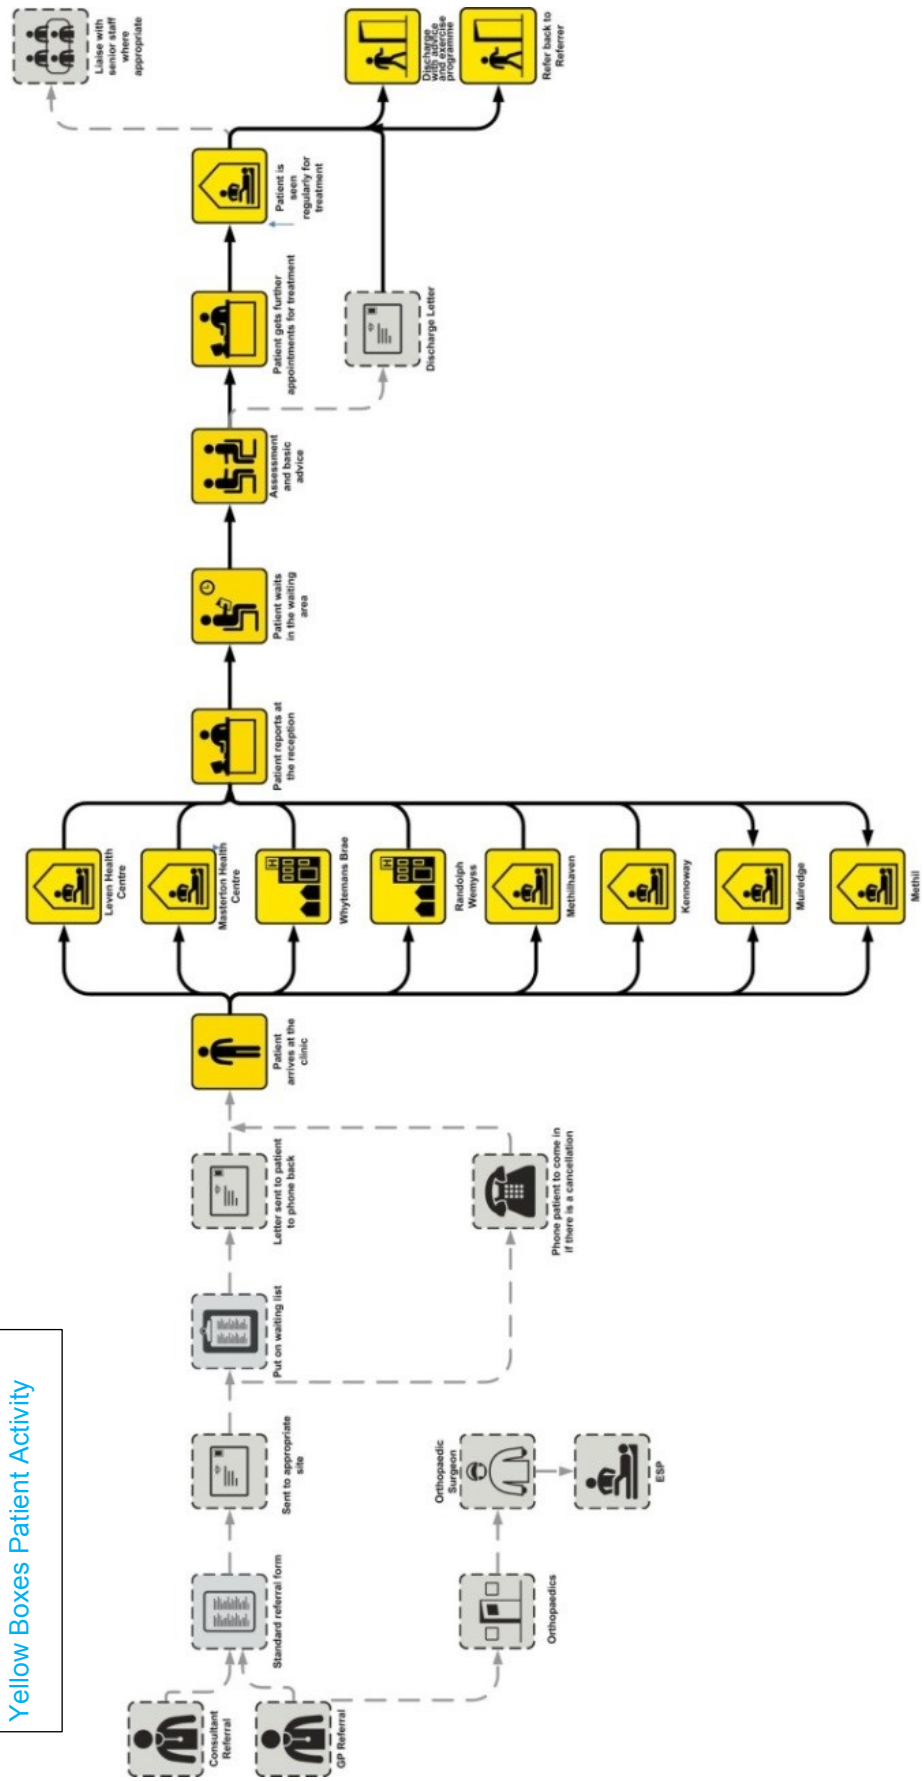 Yellow Boxes Patient Activity
Consultant
Referral
GP Referral
Standard referral form
Orthopaedics
Sent to appropriate
site
Orthopaedic
Surgeon
ESP
Put on waiting list
Letter sent to patient
to phone back
Phone patient to come in
if there is a cancellation
Patient
arrives at the
clinic
Leven Health
Centre
Masterton Health
Centre
Whytemans Brae
H
Randolph
Wemyss
H
Methilhaven
Kennoway
Muiredge
Methil
Patient reports at
the reception
Patient waits
in the waiting
area
Assessment
and basic
advice
Patient gets further
appointments for treatment
Discharge Letter
Patient is
seen
regularly for
treatment
Liaise with
senior staff
where
appropriate
Discharge
with advice
and exercise
programme
Refer back to
Referrer